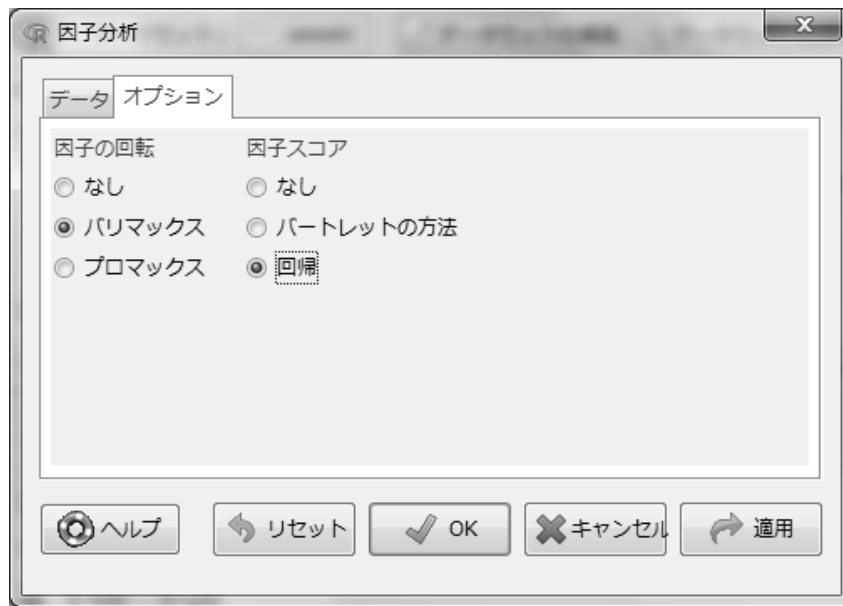 因子分析
データ オプション
因子の回転 因子スコア
なし なし
バリマックス バートレットの方法
プロマックス 回帰
ヘルプ リセット OK キャンセル 適用